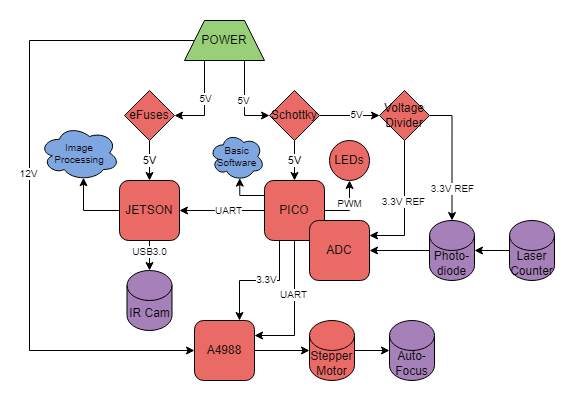 POWER
5V
5V
eFuses
Schottky
5V
Voltage
Divider
Image
Processing
5V
Basic
Software
5V
LEDs
12V
3.3V REF
3.3V REF
PWM
JETSON
UART
PICO
ADC
USB3.0
Photo-
diode
Laser
Counter
3.3V
UART
IR Cam
A4988
Stepper
Motor
Auto-
Focus